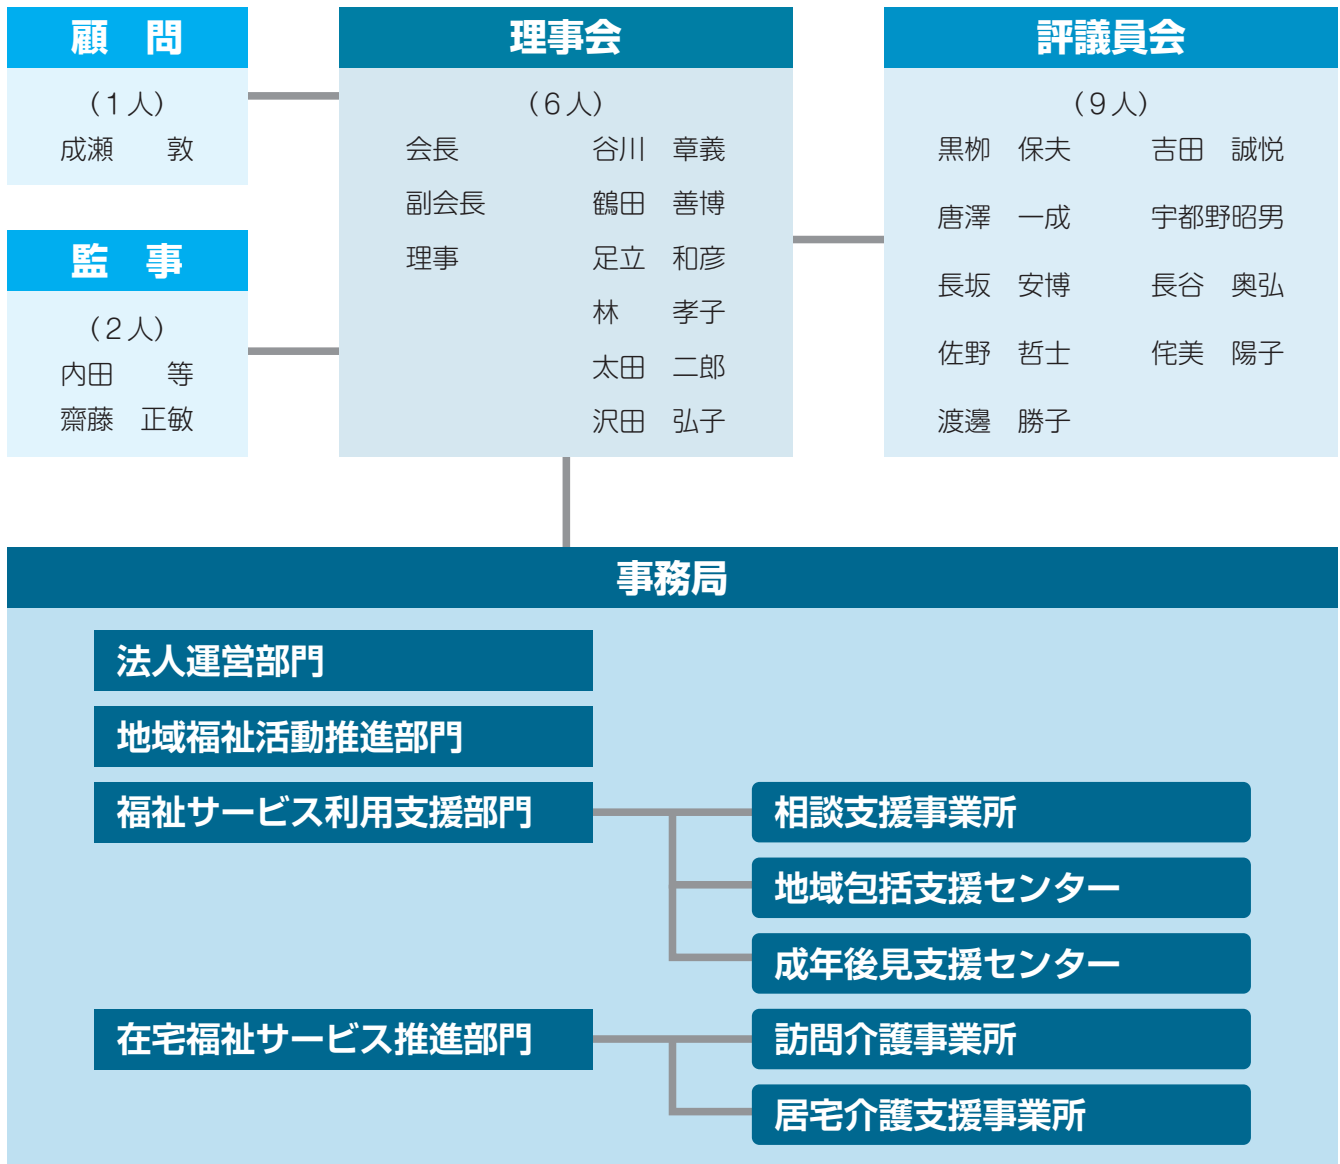 顧　問
（1人）
成瀬　　敦
監　事
（2人）
内田　　等
齋藤　正敏
理事会
（6人）
会長　谷川　章義
副会長　鶴田　善博
理事　足立　和彦
林　　孝子
太田　二郎
沢田　弘子
評議員会
（9人）
黒栁　保夫　吉田　誠悦
唐澤　一成　宇都野昭男
長坂　安博　長谷　奥弘
佐野　哲士　侘美　陽子
渡邊　勝子
事務局
法人運営部門
地域福祉活動推進部門
福祉サービス利用支援部門
相談支援事業所
地域包括支援センター
成年後見支援センター
在宅福祉サービス推進部門
訪問介護事業所
居宅介護支援事業所